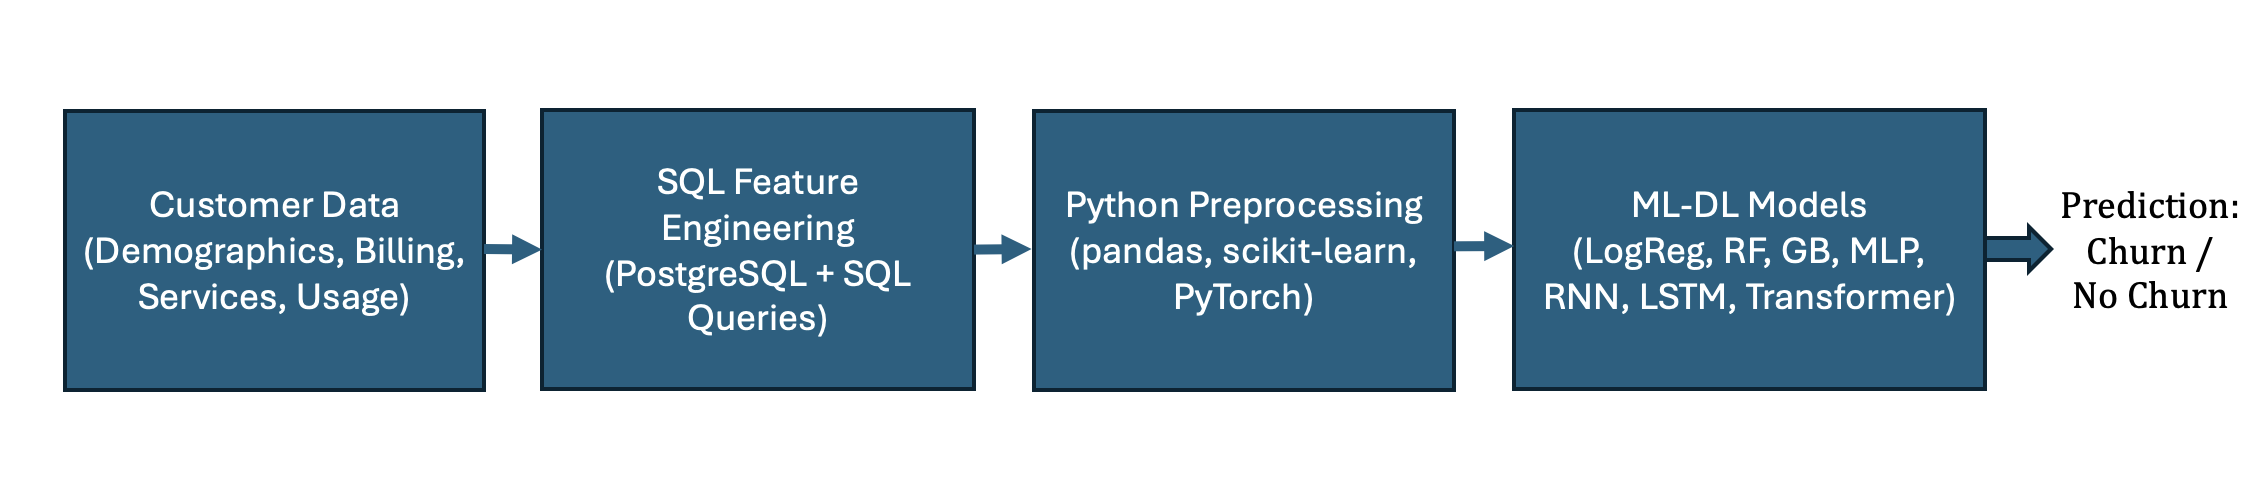 Customer Data
(Demographics, Billing,
Services, Usage)
SQL Feature
Engineering
(PostgreSQL + SQL
Queries)
Python Preprocessing
(pandas, scikit-learn,
PyTorch)
ML-DL Models
(LogReg, RF, GB, MLP,
RNN, LSTM, Transformer)
Prediction:
Churn /
No Churn